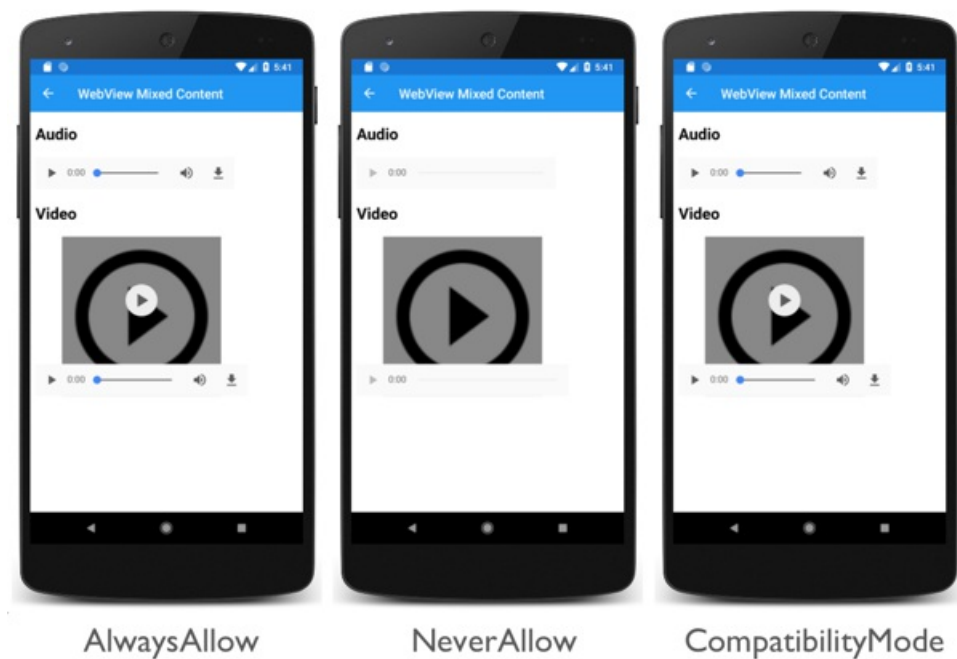 5:41
WebView Mixed Content
Audio
0:00
Video
0:00
5:41
WebView Mixed Content
Audio
0:00
Video
0:00
5:41
WebView Mixed Content
Audio
0:00
Video
0:00
AlwaysAllow
NeverAllow
CompatibilityMode